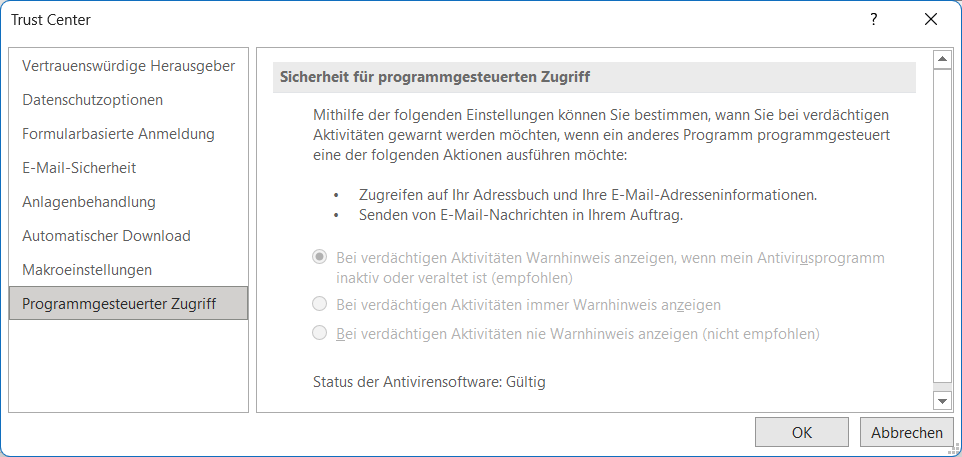 Trust Center
?
Vertrauenswürdige Herausgeber
Datenschutzoptionen
Formularbasierte Anmeldung
E-Mail-Sicherheit
Anlagenbehandlung
Automatischer Download
Makroeinstellungen
Programmgesteuerter Zugriff
Sicherheit für programmgesteuerten Zugriff
Mithilfe der folgenden Einstellungen können Sie bestimmen, wann Sie bei verdächtigen
Aktivitäten gewarnt werden möchten, wenn ein anderes Programm programmgesteuert
eine der folgenden Aktionen ausführen möchte:
• Zugreifen auf Ihr Adressbuch und Ihre E-Mail-Adresseninformationen.
• Senden von E-Mail-Nachrichten in Ihrem Auftrag.
Bei verdächtigen Aktivitäten Warnhinweis anzeigen, wenn mein Antivirusprogramm
inaktiv oder veraltet ist (empfohlen)
Bei verdächtigen Aktivitäten immer Warnhinweis anzeigen
Bei verdächtigen Aktivitäten nie Warnhinweis anzeigen (nicht empfohlen)
Status der Antivirensoftware: Gültig
OK
Abbrechen